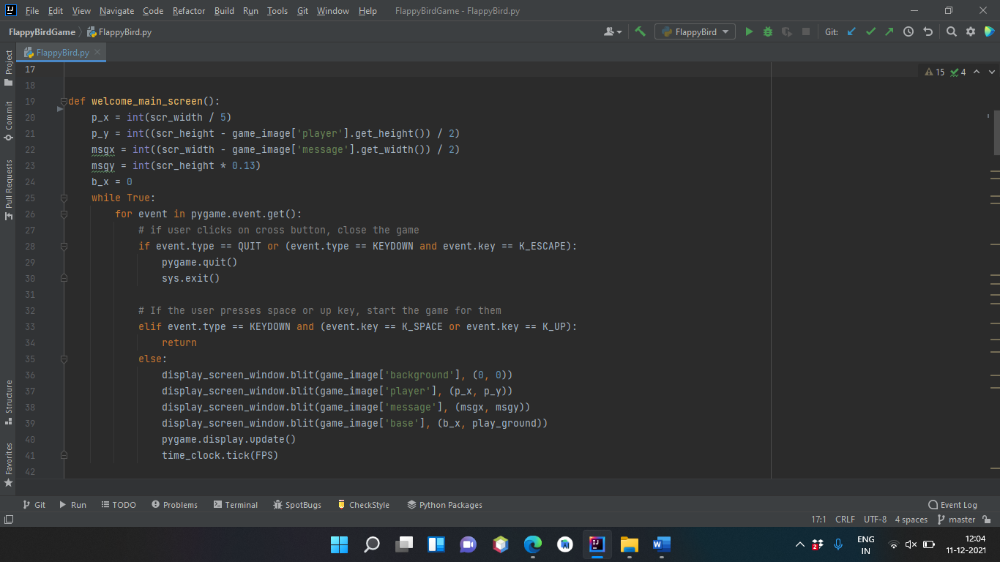 File Edit View Navigate Code Refactor Build Run Tools Git Window Help FlappyBirdGame - FlappyBird.py
FlappyBirdGame FlappyBird.py FlappyBird Git:
FlappyBird.py
Project
Commit
Pull Requests
Structure
Favorites
15 4
17
18
19 def welcome_main_screen():
20     p_x = int(scr_width / 5)
21     p_y = int((scr_height - game_image['player'].get_height()) / 2)
22     msgx = int((scr_width - game_image['message'].get_width()) / 2)
23     msgy = int(scr_height * 0.13)
24     b_x = 0
25     while True:
26         for event in pygame.event.get():
27             # if user clicks on cross button, close the game
28             if event.type == QUIT or (event.type == KEYDOWN and event.key == K_ESCAPE):
29                 pygame.quit()
30                 sys.exit()
31
32             # If the user presses space or up key, start the game for them
33             elif event.type == KEYDOWN and (event.key == K_SPACE or event.key == K_UP):
34                 return
35             else:
36                 display_screen_window.blit(game_image['background'], (0, 0))
37                 display_screen_window.blit(game_image['player'], (p_x, p_y))
38                 display_screen_window.blit(game_image['message'], (msgx, msgy))
39                 display_screen_window.blit(game_image['base'], (b_x, play_ground))
40                 pygame.display.update()
41                 time_clock.tick(FPS)
42
Git Run TODO Problems Terminal SpotBugs CheckStyle Python Packages Event Log
17:1 CRLF UTF-8 4 spaces master
ENG
IN
12:04
11-12-2021